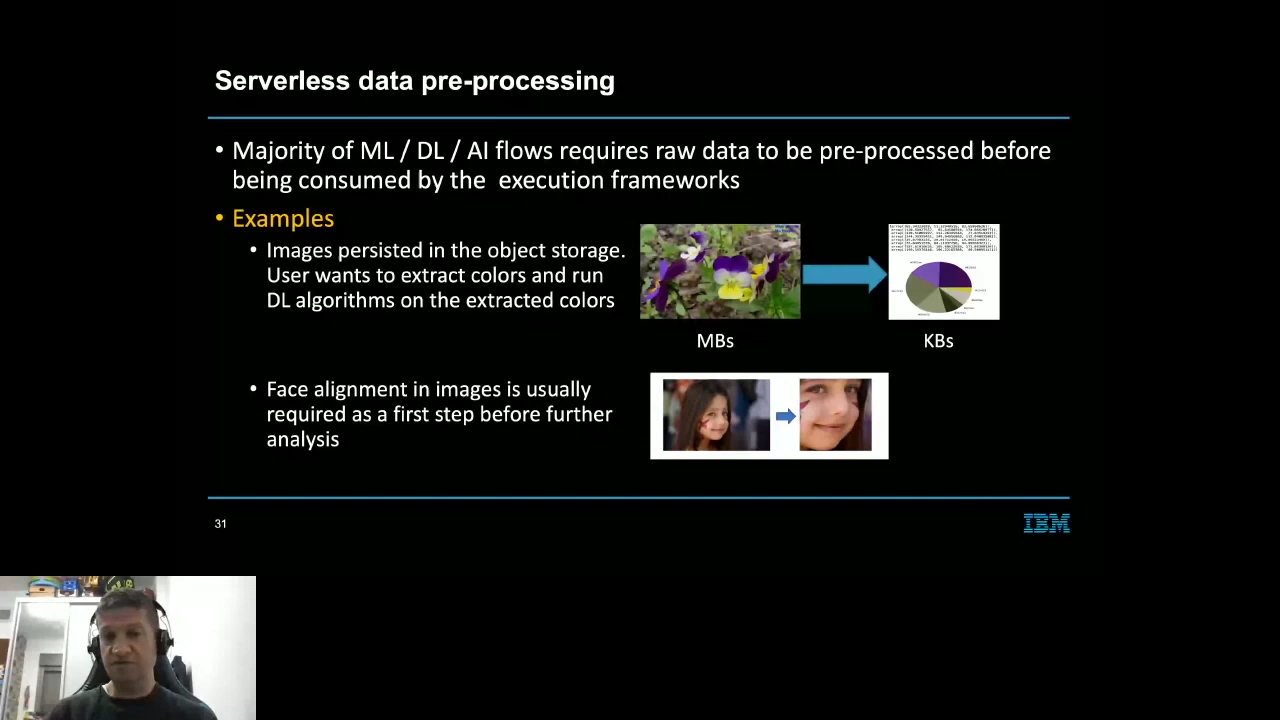 Serverless data pre-processing
• Majority of ML / DL / AI flows requires raw data to be pre-processed before
being consumed by the execution frameworks
• Examples
Images persisted in the object storage.
User wants to extract colors and run
DL algorithms on the extracted colors
MBs
KBs
• Face alignment in images is usually
required as a first step before further
analysis
31
IBM